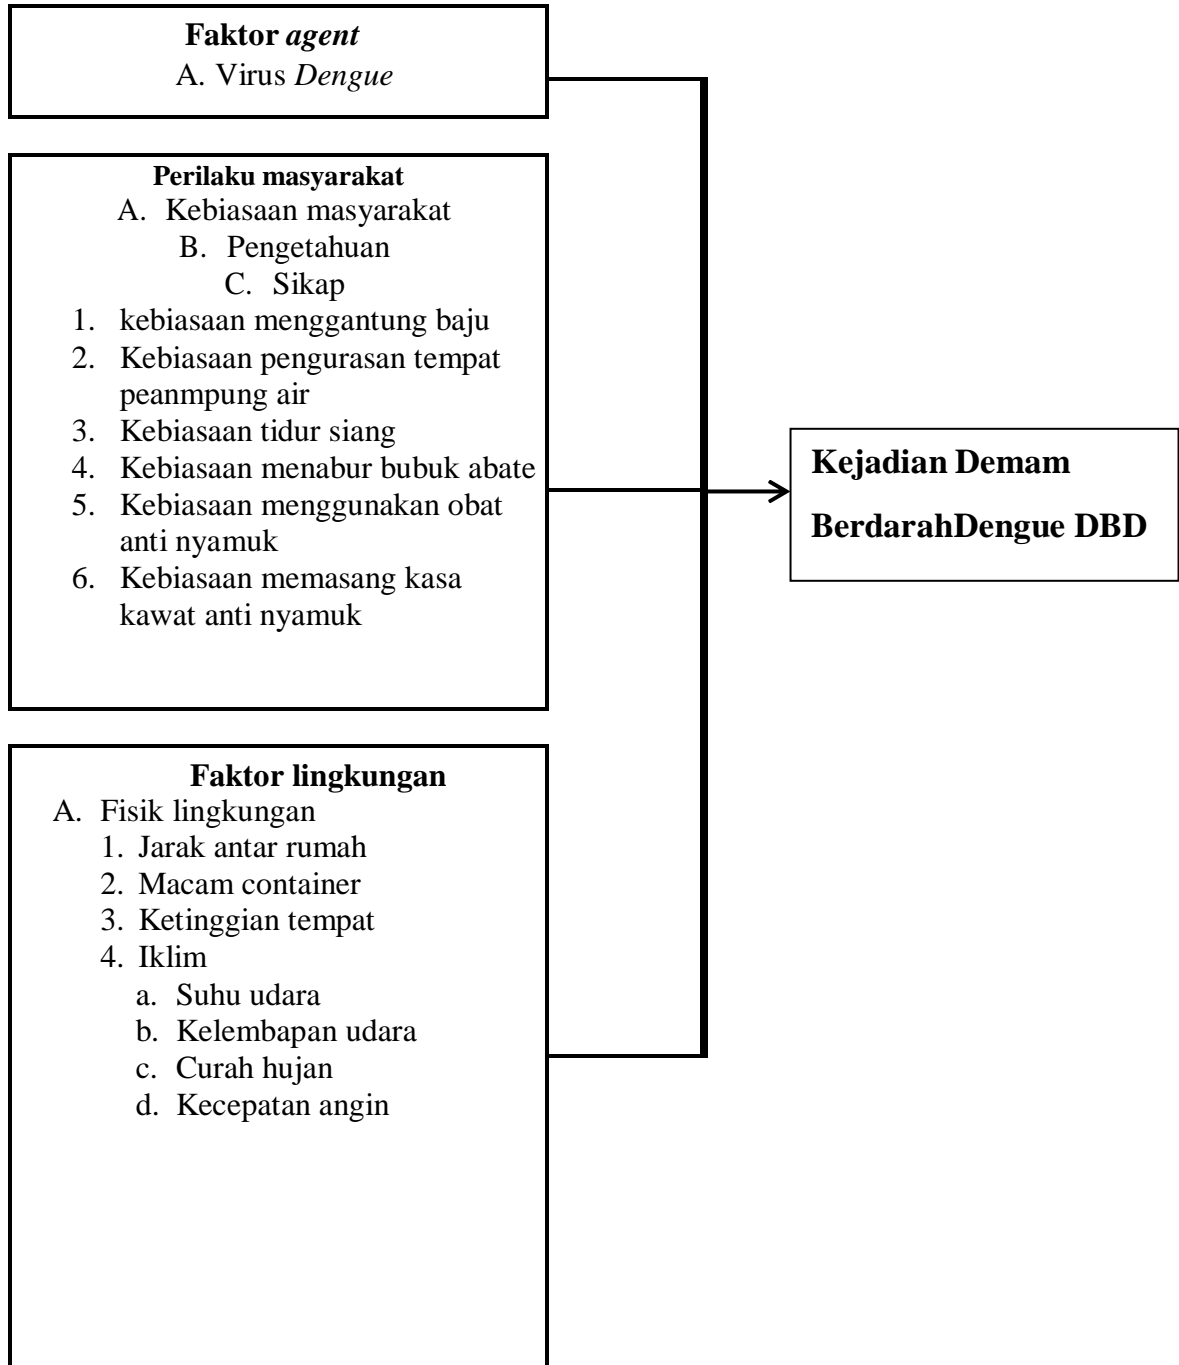 Faktor agent
A. Virus Dengue
Perilaku masyarakat
A. Kebiasaan masyarakat
B. Pengetahuan
C. Sikap
1. kebiasaan menggantung baju
2. Kebiasaan pengurasan tempat
peanmpung air
3. Kebiasaan tidur siang
4. Kebiasaan menabur bubuk abate
5. Kebiasaan menggunakan obat
anti nyamuk
6. Kebiasaan memasang kasa
kawat anti nyamuk
Faktor lingkungan
A. Fisik lingkungan
1. Jarak antar rumah
2. Macam container
3. Ketinggian tempat
4. Iklim
a. Suhu udara
b. Kelembapan udara
c. Curah hujan
d. Kecepatan angin
Kejadian Demam
BerdarahDengue DBD